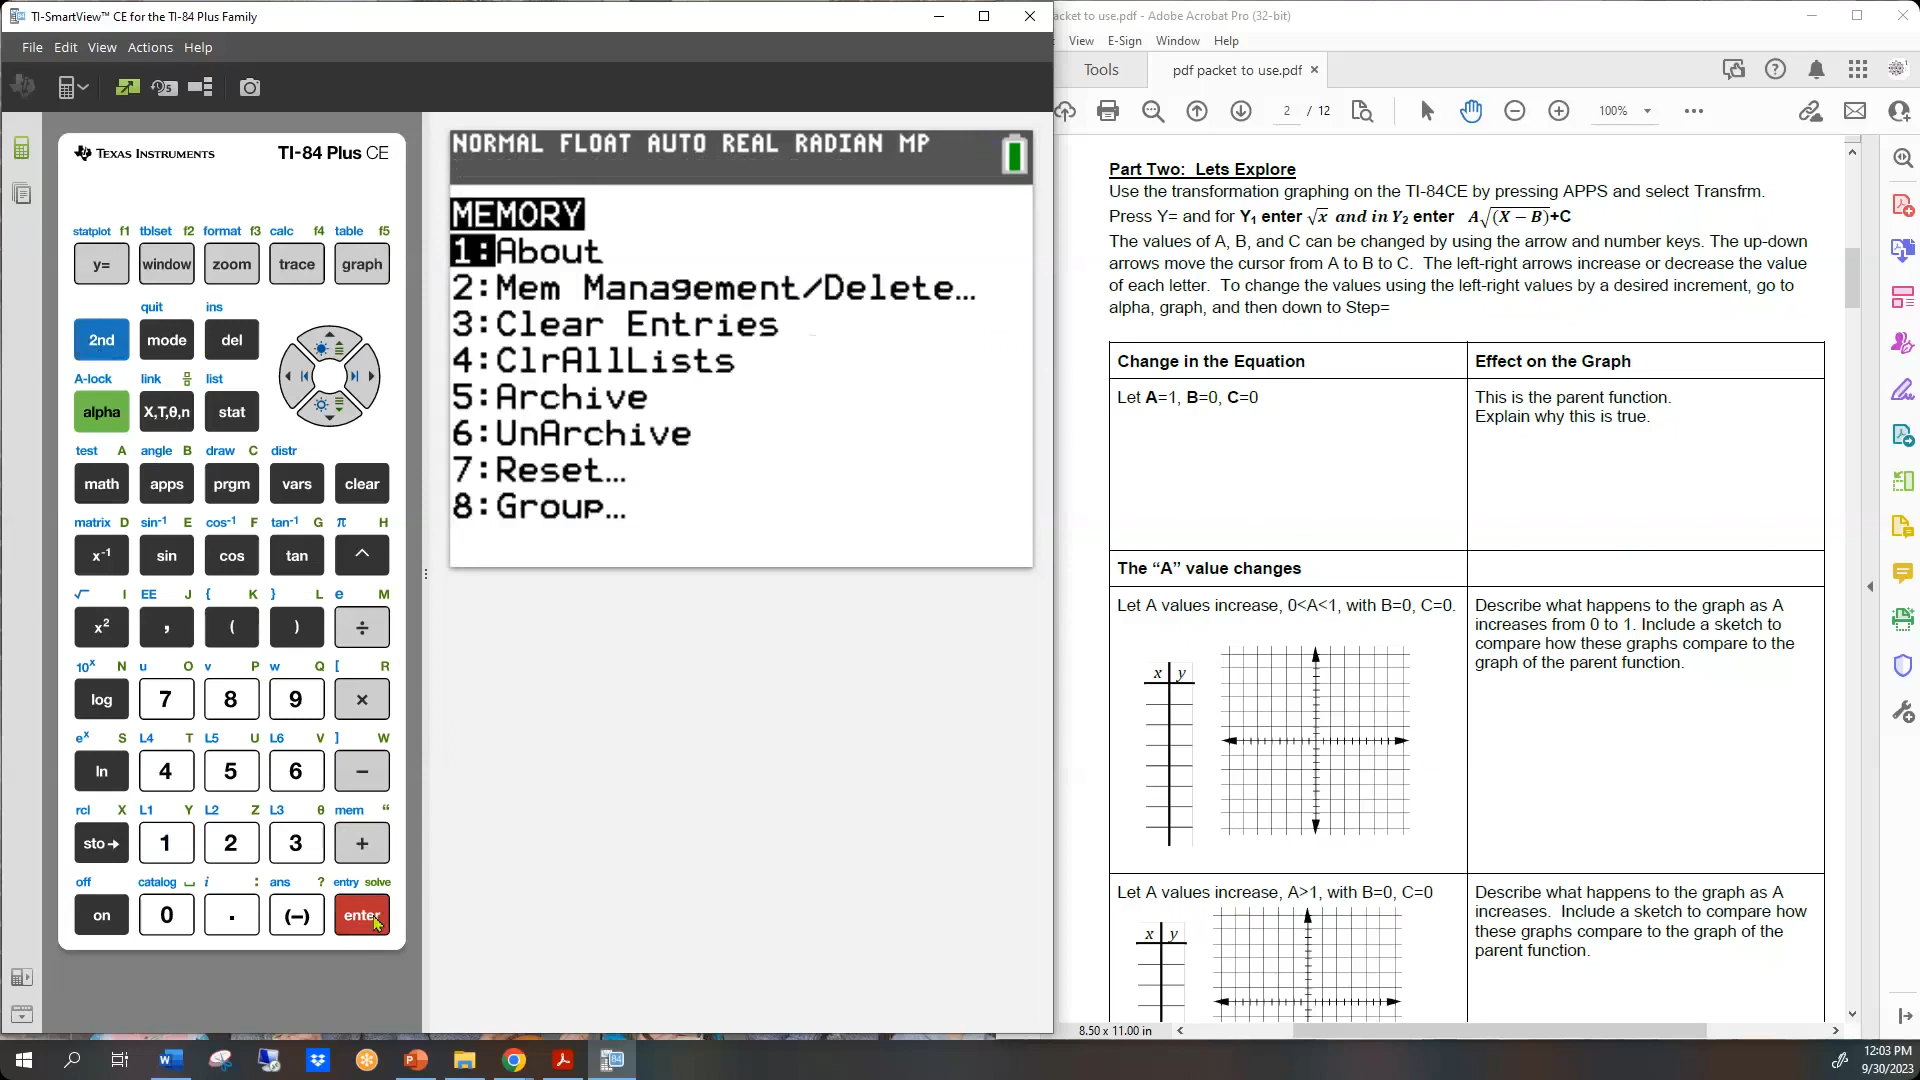 TI-SmartView™ CE for the TI-84 Plus Family
File Edit View Actions Help
TEXAS INSTRUMENTS TI-84 Plus CE
statplot f1 tblset f2 format f3 calc f4 table f5
y= window zoom trace graph
quit ins
2nd mode del
A-lock link list
alpha X,T,θ,n stat
test A angle B draw C distr
math apps prgm vars clear
matrix D sin⁻¹ E cos⁻¹ F tan⁻¹ G π H
x⁻¹ sin cos tan ^
√ I EE J { K } L e M
x² , ( ) ÷
10ˣ N u O v P w Q [ R
log 7 8 9 ×
eˣ S L4 T L5 U L6 V ] W
ln 4 5 6 −
rcl X L1 Y L2 Z L3 θ mem “
sto→ 1 2 3 +
off catalog ⎵ i : ans ? entry solve
on 0 . (−) enter
NORMAL FLOAT AUTO REAL RADIAN MP
MEMORY
1:About
2:Mem Management/Delete…
3:Clear Entries
4:ClrAllLists
5:Archive
6:UnArchive
7:Reset…
8:Group…
acket to use.pdf - Adobe Acrobat Pro (32-bit)
View E-Sign Window Help
Tools pdf packet to use.pdf ×
2 / 12 100%
Part Two: Lets Explore
Use the transformation graphing on the TI-84CE by pressing APPS and select Transfrm.
Press Y= and for Y₁ enter √x and in Y₂ enter A√(X − B)+C
The values of A, B, and C can be changed by using the arrow and number keys. The up-down
arrows move the cursor from A to B to C. The left-right arrows increase or decrease the value
of each letter. To change the values using the left-right values by a desired increment, go to
alpha, graph, and then down to Step=
Change in the Equation Effect on the Graph
Let A=1, B=0, C=0
This is the parent function.
Explain why this is true.
The “A” value changes
Let A values increase, 0<A<1, with B=0, C=0.
x y
Describe what happens to the graph as A
increases from 0 to 1. Include a sketch to
compare how these graphs compare to the
graph of the parent function.
Let A values increase, A>1, with B=0, C=0
x y
Describe what happens to the graph as A
increases. Include a sketch to compare how
these graphs compare to the graph of the
parent function.
8.50 x 11.00 in
12:03 PM
9/30/2023